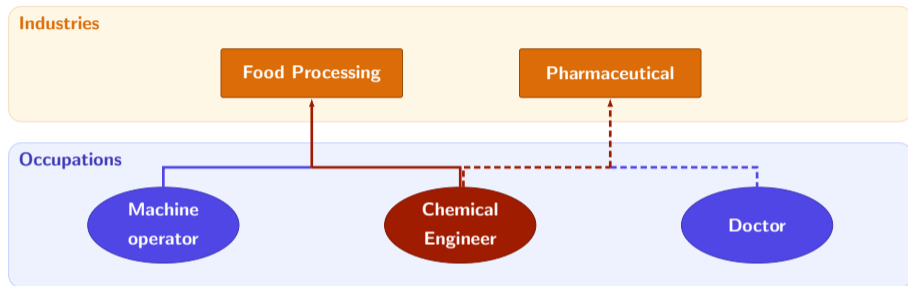 Industries
Food Processing
Pharmaceutical
Occupations
Machine
operator
Chemical
Engineer
Doctor